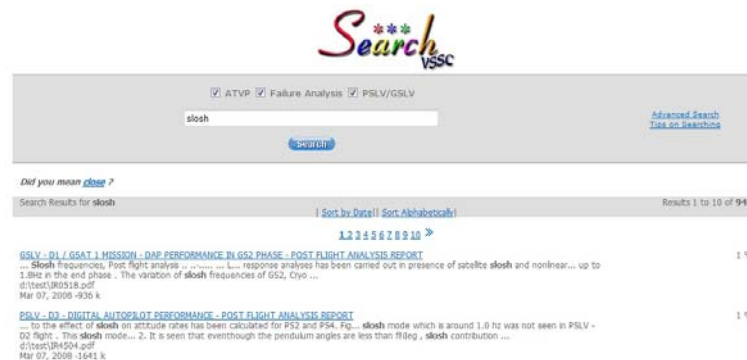 Search
VSSC
ATVP Failure Analysis PSLV/GSLV
slosh
Advanced Search
Tips on Searching
Search
Did you mean close ?
Search Results for slosh
| Sort by Date|| Sort Alphabetically|
Results 1 to 10 of 94
1 2 3 4 5 6 7 8 9 10 »
GSLV - D1 / GSAT 1 MISSION - DAP PERFORMANCE IN GS2 PHASE - POST FLIGHT ANALYSIS REPORT
1
... Slosh frequencies, Post flight analysis .. ..-..... ... L... response analyses has been carried out in presence of satellite slosh and nonlinear... up to
1.8Hz in the end phase . The variation of slosh frequencies of GS2, Cryo ...
d:\test\IR0518.pdf
Mar 07, 2008 -936 k
PSLV - D3 - DIGITAL AUTOPILOT PERFORMANCE - POST FLIGHT ANALYSIS REPORT
1
... to the effect of slosh on attitude rates has been calculated for PS2 and PS4. Fig... slosh mode which is around 1.0 hz was not seen in PSLV -
D2 flight . This slosh mode... 2. It is seen that eventhough the pendulum angles are less than , slosh contribution ...
d:\test\IR4504.pdf
Mar 07, 2008 -1641 k